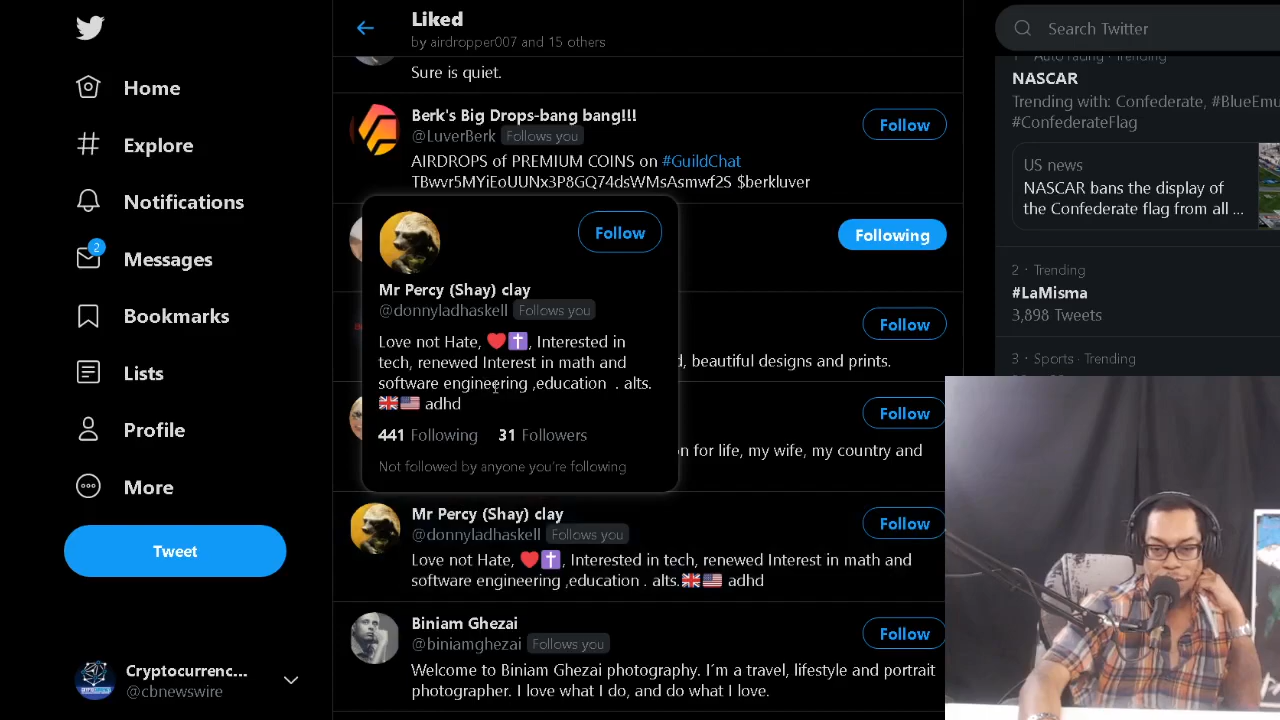 Home
Explore
Notifications
2
Messages
Bookmarks
Lists
Profile
More
Tweet
Cryptocurrenc...
@cbnewswire
Liked
by airdropper007 and 15 others
Sure is quiet.
Berk's Big Drops-bang bang!!!
@LuverBerk Follows you
Follow
AIRDROPS of PREMIUM COINS on #GuildChat
TBwvr5MYiEoUUNx3P8GQ74dsWMsAsmwf2S $berkluver
Following
Follow
Mr Percy (Shay) clay
@donnyladhaskell Follows you
Love not Hate, ❤️✝️, Interested in
tech, renewed Interest in math and
software engineering ,education . alts.
🇬🇧🇺🇸 adhd
441 Following 31 Followers
Not followed by anyone you're following
Follow
d, beautiful designs and prints.
Follow
n for life, my wife, my country and
Mr Percy (Shay) clay
@donnyladhaskell Follows you
Follow
Love not Hate, ❤️✝️, Interested in tech, renewed Interest in math and
software engineering ,education . alts.🇬🇧🇺🇸 adhd
Biniam Ghezai
@biniamghezai Follows you
Follow
Welcome to Biniam Ghezai photography. I´m a travel, lifestyle and portrait
photographer. I love what I do, and do what I love.
Search Twitter
1 · Auto racing · Trending
NASCAR
Trending with: Confederate, #BlueEmu
#ConfederateFlag
US news
NASCAR bans the display of
the Confederate flag from all ...
2 · Trending
#LaMisma
3,898 Tweets
3 · Sports · Trending